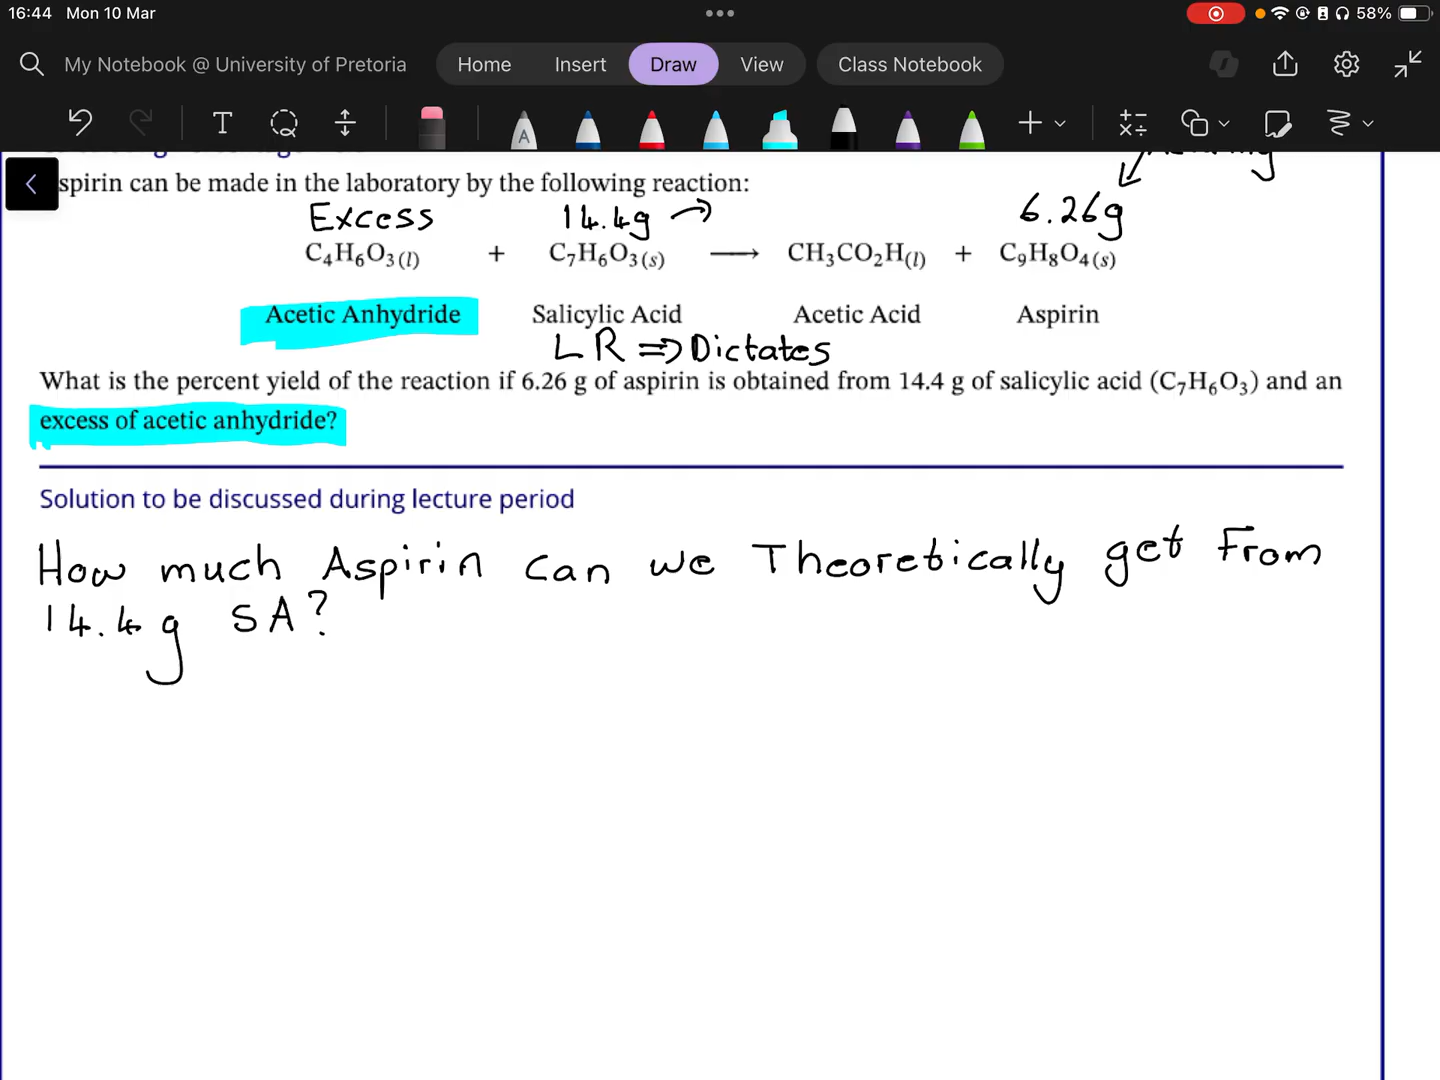 16:44 Mon 10 Mar 58%
My Notebook @ University of Pretoria Home Insert Draw View Class Notebook
T A
spirin can be made in the laboratory by the following reaction:
Excess 14.4g 6.26g
C₄H₆O₃(l) + C₇H₆O₃(s) ⟶ CH₃CO₂H(l) + C₉H₈O₄(s)
Acetic Anhydride Salicylic Acid Acetic Acid Aspirin
LR ⇒ Dictates
What is the percent yield of the reaction if 6.26 g of aspirin is obtained from 14.4 g of salicylic acid (C₇H₆O₃) and an
excess of acetic anhydride?
Solution to be discussed during lecture period
How much Aspirin can we Theoretically get From
14.4g SA?